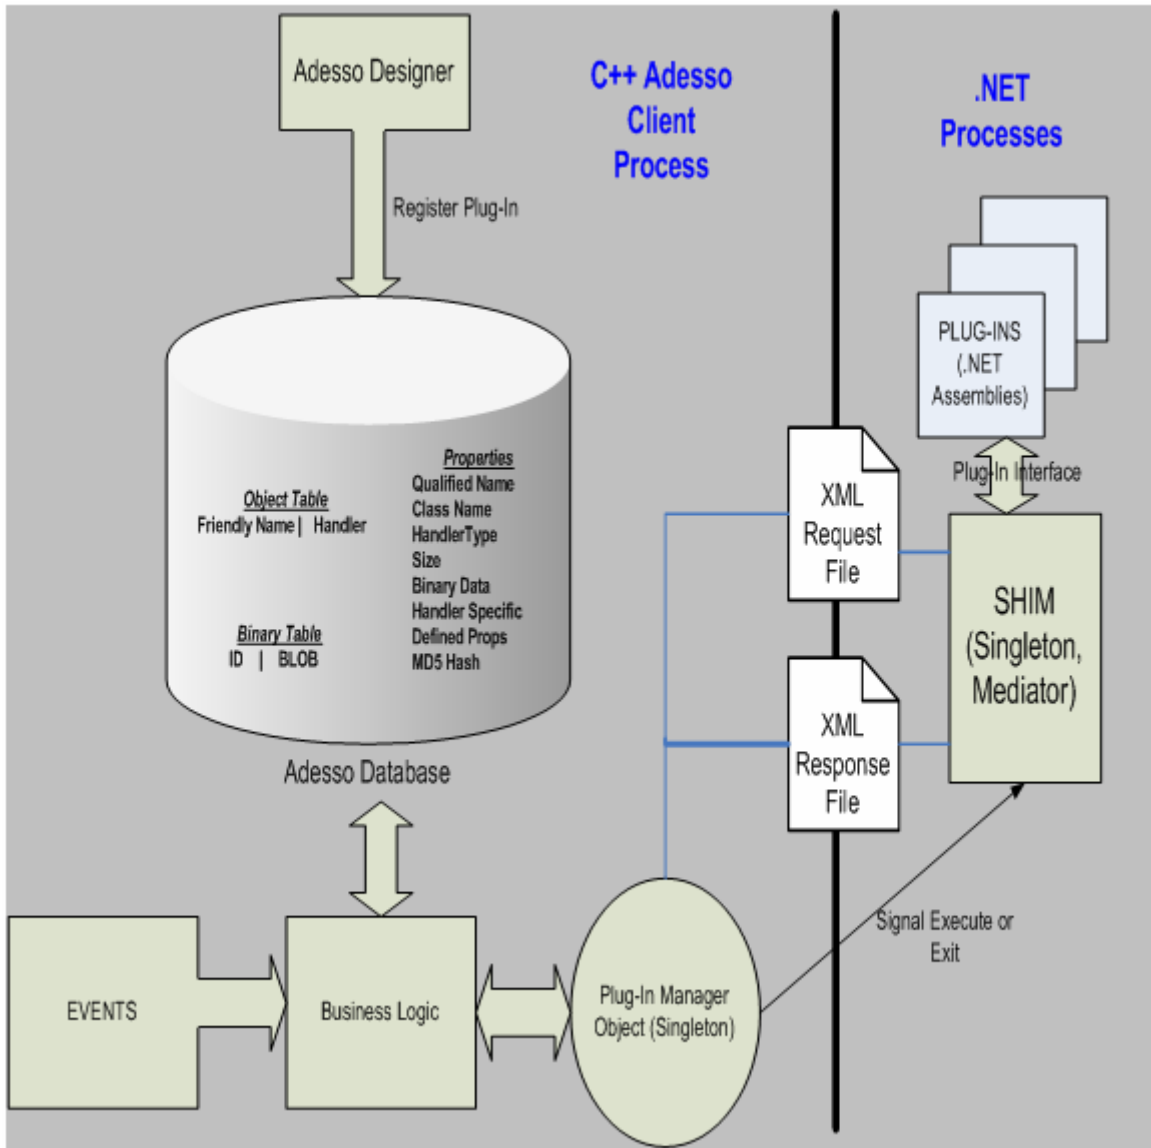 Adesso Designer
C++ Adesso
Client
Process
.NET
Processes
Register Plug-In
PLUG-INS
(.NET
Assemblies)
Plug-In Interface
Properties
Qualified Name
Class Name
HandlerType
Size
Binary Data
Handler Specific
Defined Props
MD5 Hash
Object Table
Friendly Name | Handler
Binary Table
ID | BLOB
XML
Request
File
SHIM
(Singleton,
Mediator)
XML
Response
File
Adesso Database
Signal Execute or
Exit
EVENTS
Business Logic
Plug-In Manager
Object (Singleton)